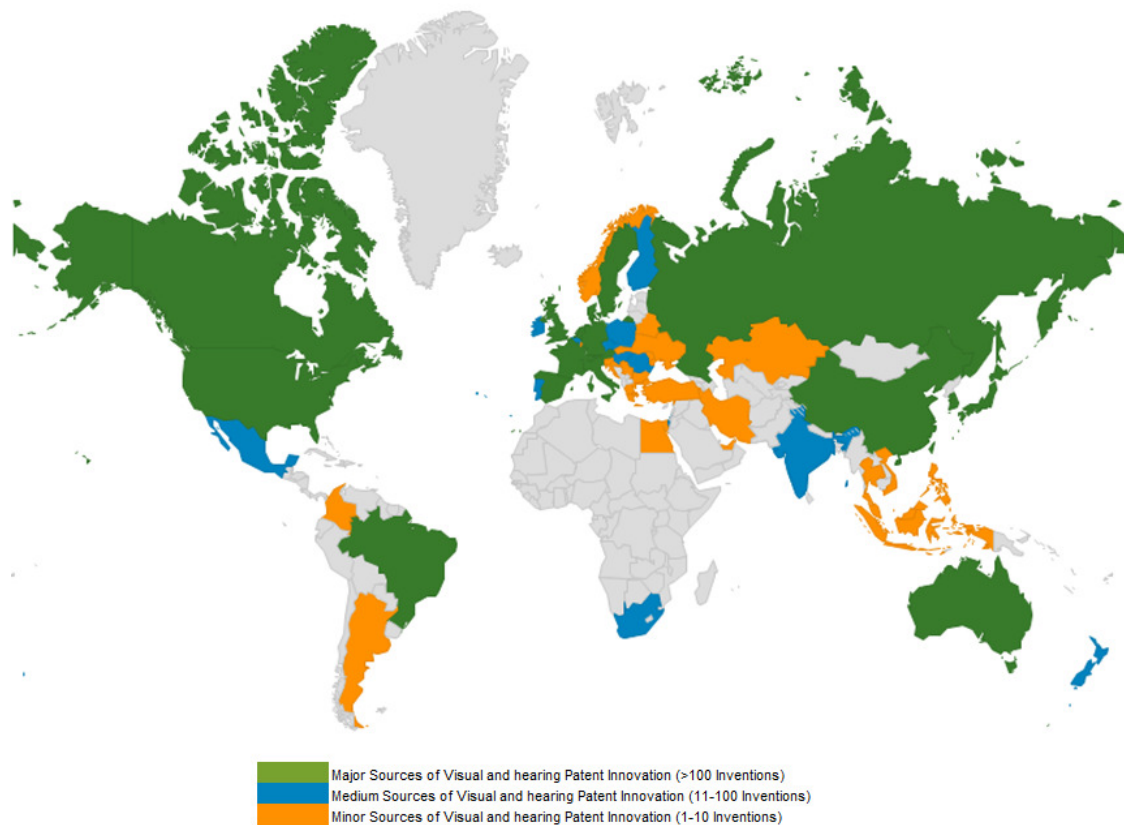 Major Sources of Visual and hearing Patent Innovation (>100 Inventions)
Medium Sources of Visual and hearing Patent Innovation (11-100 Inventions)
Minor Sources of Visual and hearing Patent Innovation (1-10 Inventions)